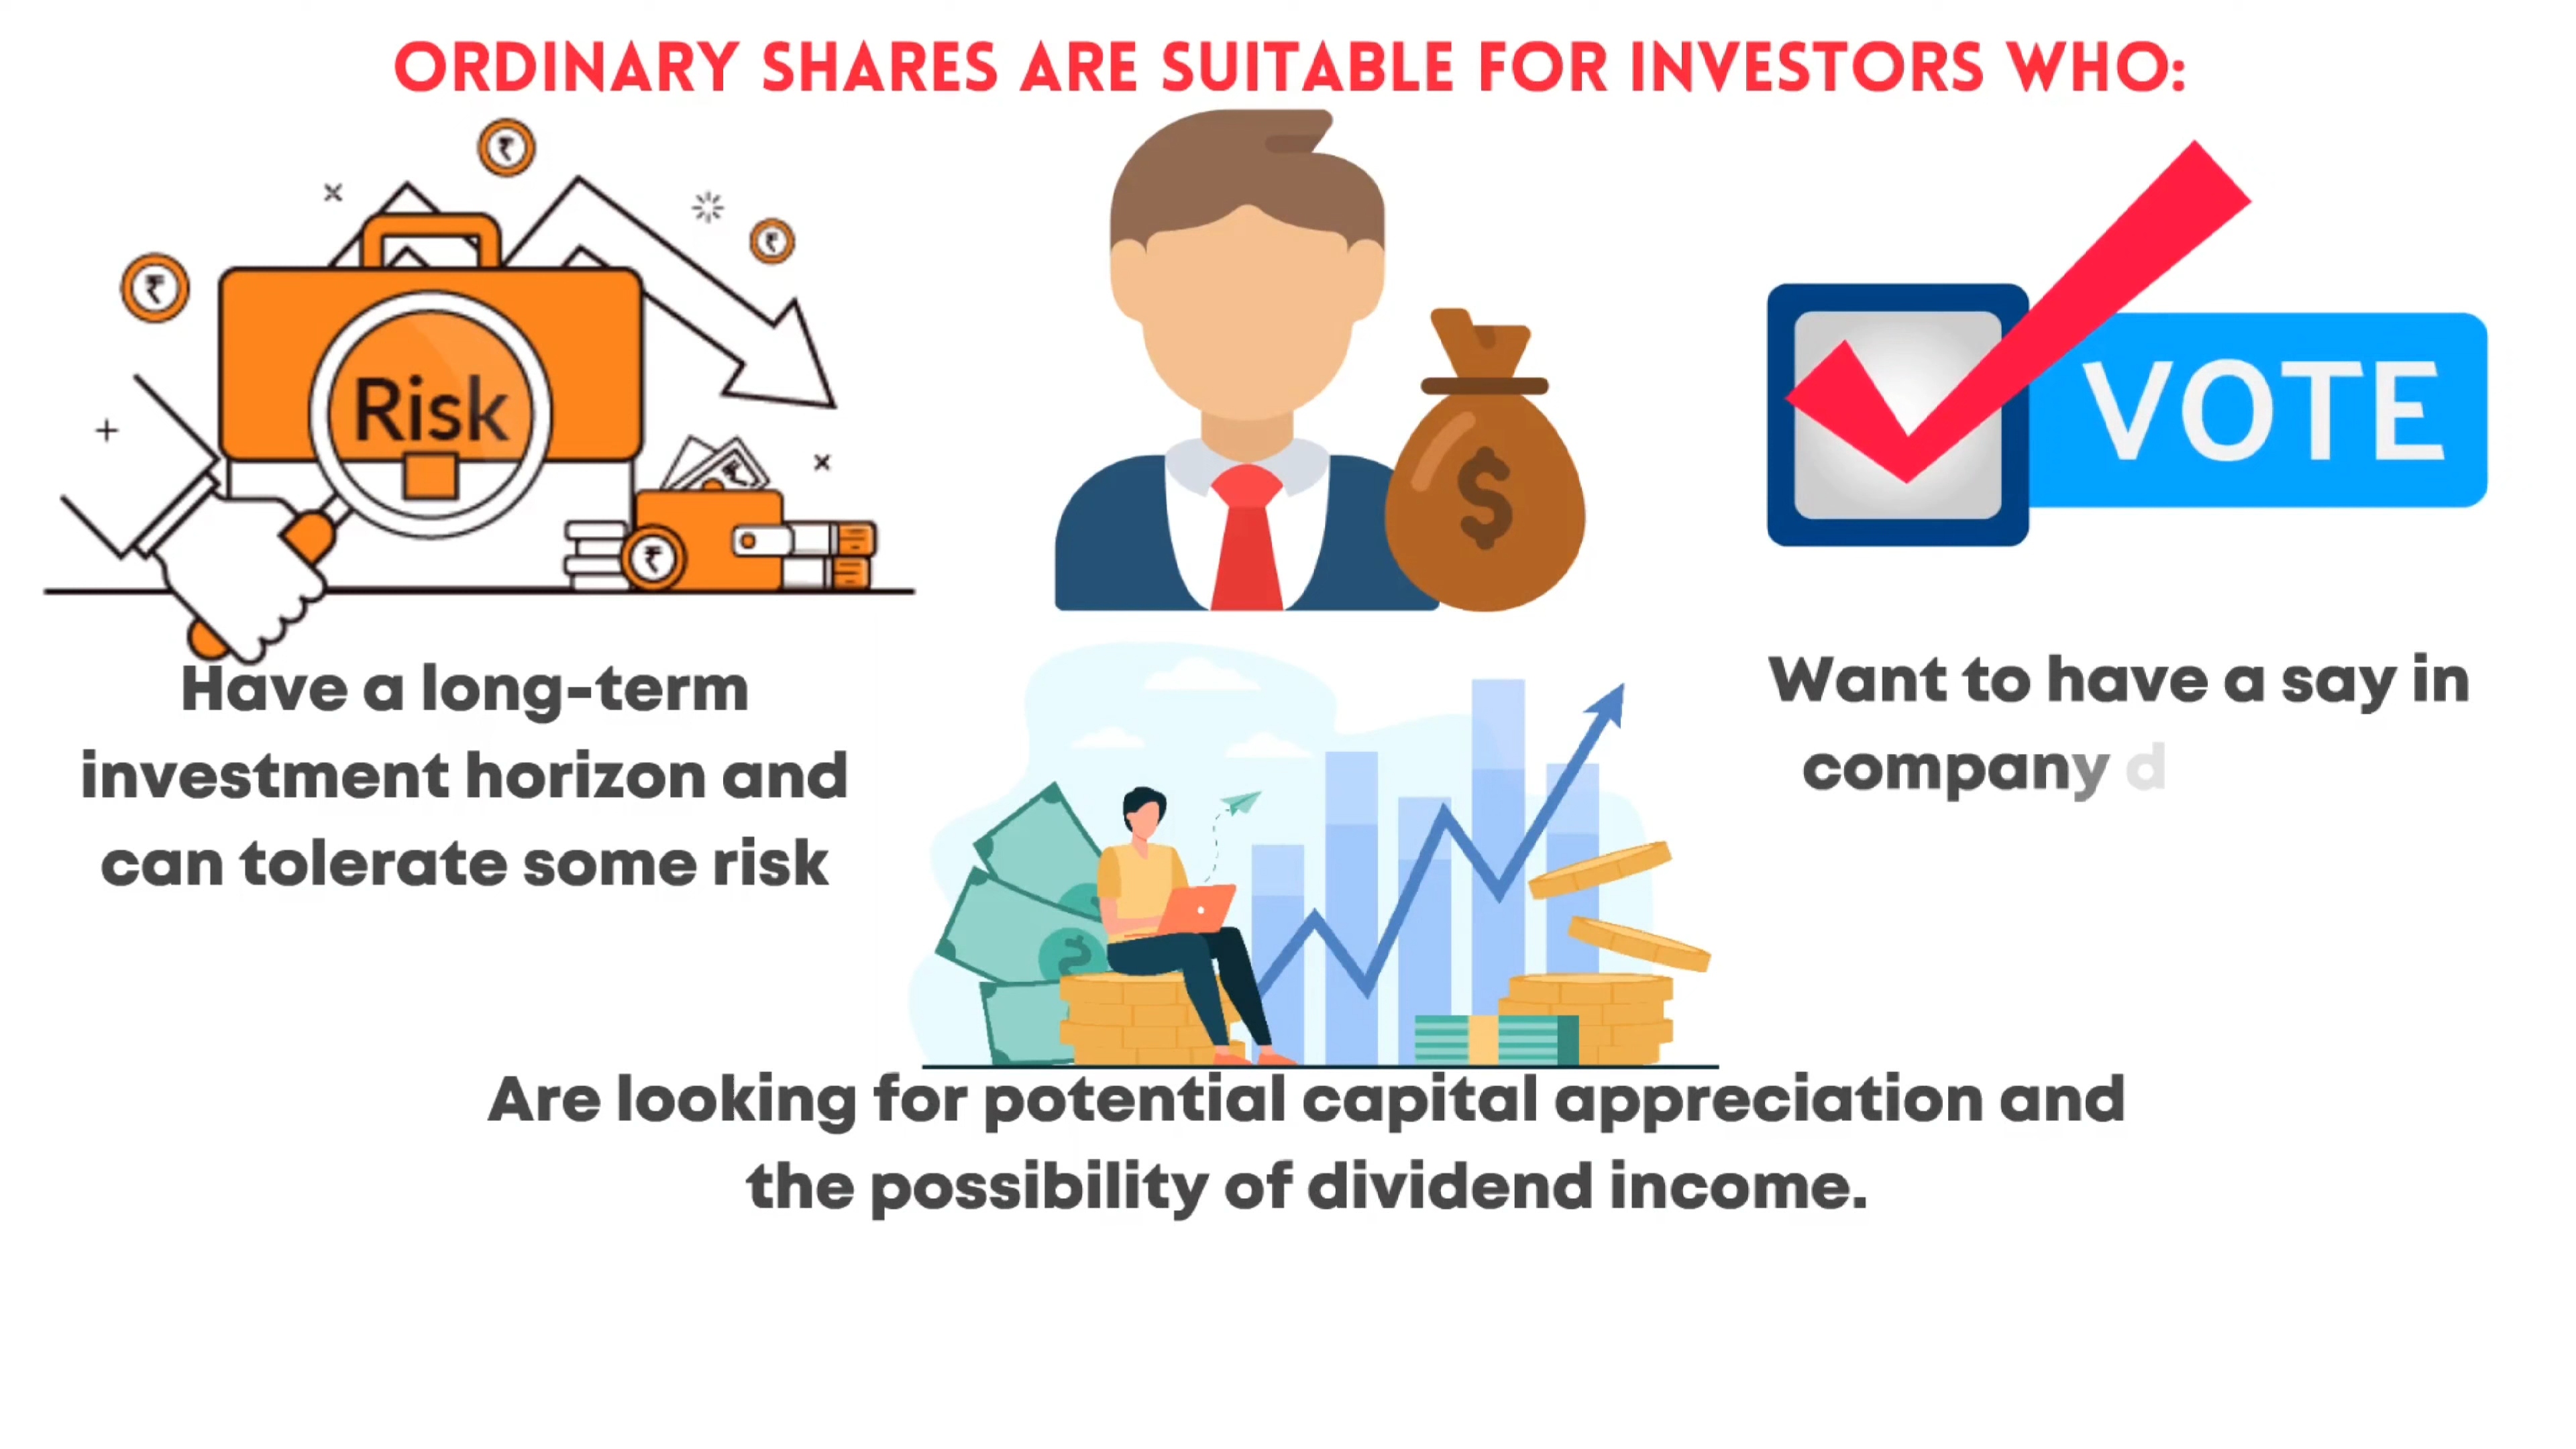 ORDINARY SHARES ARE SUITABLE FOR INVESTORS WHO:
Risk
$
VOTE
Have a long-term
investment horizon and
can tolerate some risk
Want to have a say in
company d
Are looking for potential capital appreciation and
the possibility of dividend income.